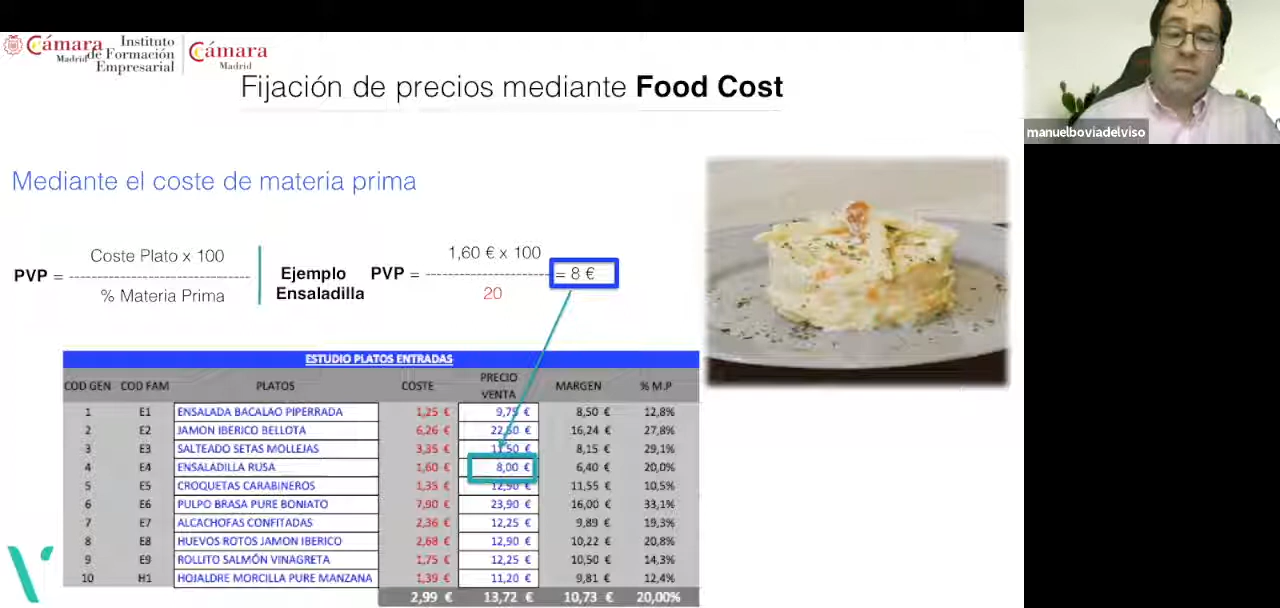 Cámara
Madrid
Instituto
de Formación
Empresarial
Cámara
Madrid
Fijación de precios mediante Food Cost
manuelboviadelviso
Mediante el coste de materia prima
PVP = Coste Plato x 100
% Materia Prima
Ejemplo
Ensaladilla
PVP = 1,60 € x 100
20
= 8 €
ESTUDIO PLATOS ENTRADAS
COD GEN COD FAM PLATOS COSTE PRECIO VENTA MARGEN % M.P
1 E1 ENSALADA BACALAO PIPERRADA 1,25 € 9,75 € 8,50 € 12,8%
2 E2 JAMON IBERICO BELLOTA 6,26 € 22,50 € 16,24 € 27,8%
3 E3 SALTEADO SETAS MOLLEJAS 3,35 € 11,50 € 8,15 € 29,1%
4 E4 ENSALADILLA RUSA 1,60 € 8,00 € 6,40 € 20,0%
5 E5 CROQUETAS CARABINEROS 1,35 € 12,90 € 11,55 € 10,5%
6 E6 PULPO BRASA PURE BONIATO 7,90 € 23,90 € 16,00 € 33,1%
7 E7 ALCACHOFAS CONFITADAS 2,36 € 12,25 € 9,89 € 19,3%
8 E8 HUEVOS ROTOS JAMON IBERICO 2,68 € 12,90 € 10,22 € 20,8%
9 E9 ROLLITO SALMÓN VINAGRETA 1,75 € 12,25 € 10,50 € 14,3%
10 H1 HOJALDRE MORCILLA PURE MANZANA 1,39 € 11,20 € 9,81 € 12,4%
2,99 € 13,72 € 10,73 € 20,00%